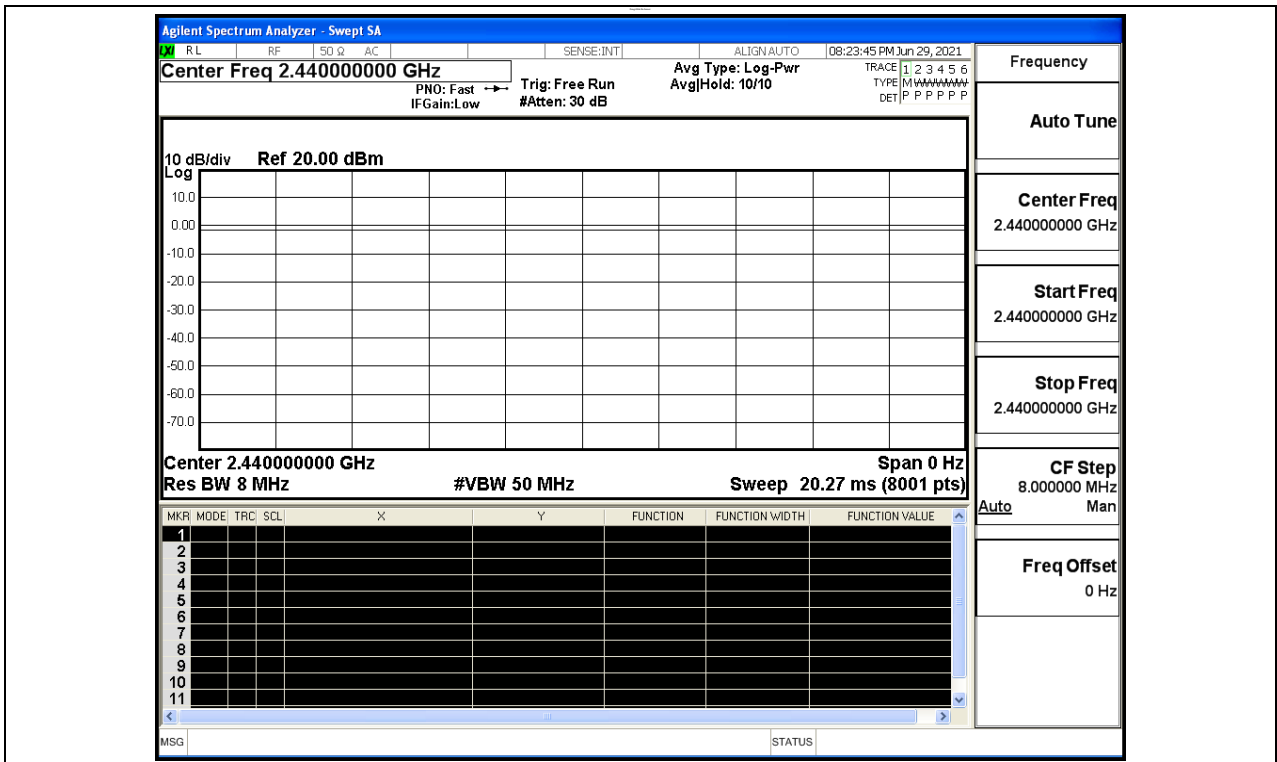 Agilent Spectrum Analyzer - Swept SA
LXI RL RF 50 Ω AC SENSE:INT ALIGN AUTO 08:23:45 PM Jun 29, 2021
Center Freq 2.440000000 GHz
PNO: Fast
IFGain:Low
Trig: Free Run
#Atten: 30 dB
Avg Type: Log-Pwr
Avg|Hold: 10/10
TRACE 1 2 3 4 5 6
TYPE M WWWWW
DET P P P P P P
10 dB/div Ref 20.00 dBm
Log
10.0
0.00
-10.0
-20.0
-30.0
-40.0
-50.0
-60.0
-70.0
Center 2.440000000 GHz Span 0 Hz
Res BW 8 MHz #VBW 50 MHz Sweep 20.27 ms (8001 pts)
MKR MODE TRC SCL X Y FUNCTION FUNCTION WIDTH FUNCTION VALUE
1
2
3
4
5
6
7
8
9
10
11
MSG STATUS
Frequency
Auto Tune
Center Freq
2.440000000 GHz
Start Freq
2.440000000 GHz
Stop Freq
2.440000000 GHz
CF Step
8.000000 MHz
Auto Man
Freq Offset
0 Hz